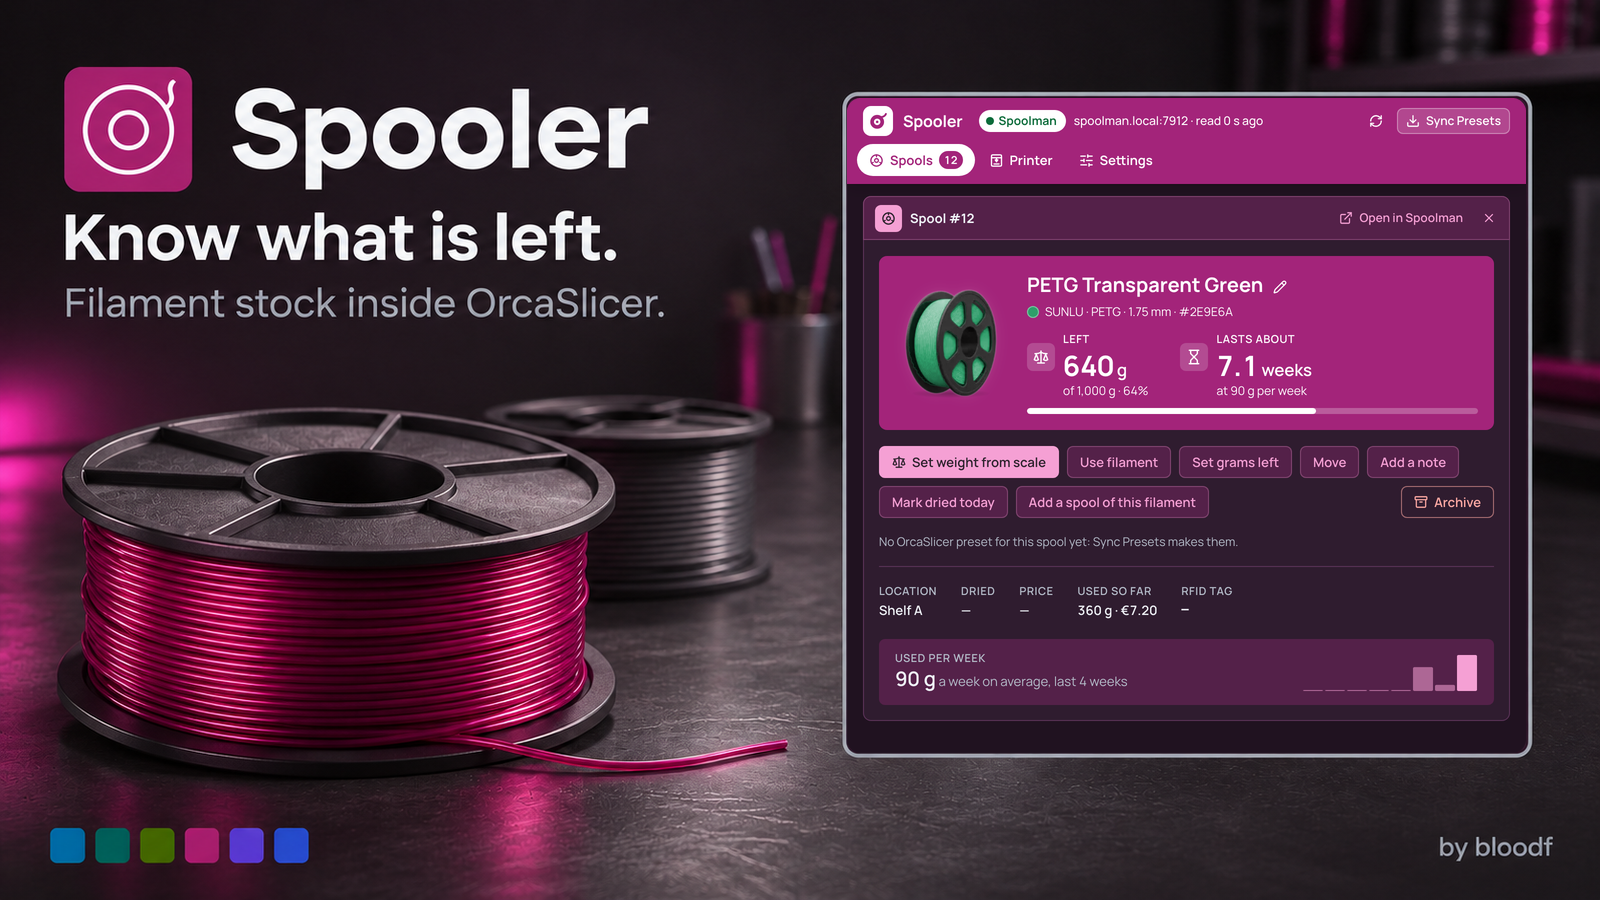 Spooler
Know what is left.
Filament stock inside OrcaSlicer.
Spooler
Spoolman
spoolman.local:7912 · read 0 s ago
Sync Presets
Spools 12
Printer
Settings
Spool #12
Open in Spoolman
PETG Transparent Green
SUNLU · PETG · 1.75 mm · #2E9E6A
LEFT
640 g
of 1,000 g · 64%
LASTS ABOUT
7.1 weeks
at 90 g per week
Set weight from scale
Use filament
Set grams left
Move
Add a note
Mark dried today
Add a spool of this filament
Archive
No OrcaSlicer preset for this spool yet: Sync Presets makes them.
LOCATION
Shelf A
DRIED
—
PRICE
—
USED SO FAR
360 g · €7.20
RFID TAG
–
USED PER WEEK
90 g a week on average, last 4 weeks
by bloodf